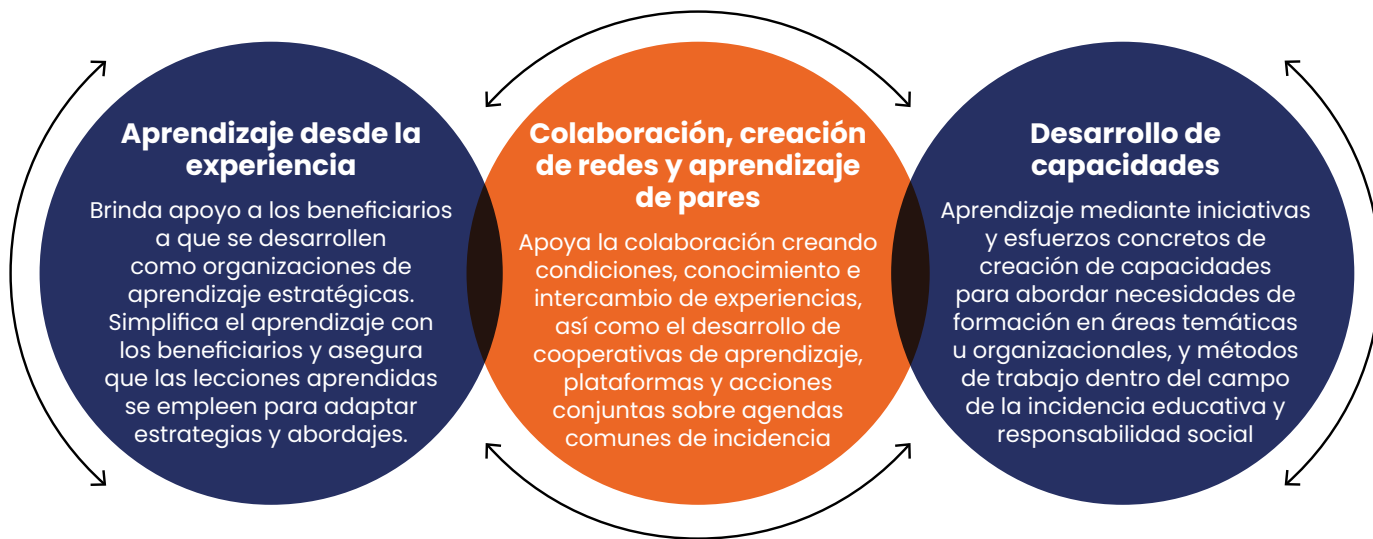 Aprendizaje desde la
experiencia
Brinda apoyo a los beneficiarios
a que se desarrollen
como organizaciones de
aprendizaje estratégicas.
Simplifica el aprendizaje con
los beneficiarios y asegura
que las lecciones aprendidas
se empleen para adaptar
estrategias y abordajes.
Colaboración, creación
de redes y aprendizaje
de pares
Apoya la colaboración creando
condiciones, conocimiento e
intercambio de experiencias,
así como el desarrollo de
cooperativas de aprendizaje,
plataformas y acciones
conjuntas sobre agendas
comunes de incidencia
Desarrollo de
capacidades
Aprendizaje mediante iniciativas
y esfuerzos concretos de
creación de capacidades
para abordar necesidades de
formación en áreas temáticas
u organizacionales, y métodos
de trabajo dentro del campo
de la incidencia educativa y
responsabilidad social